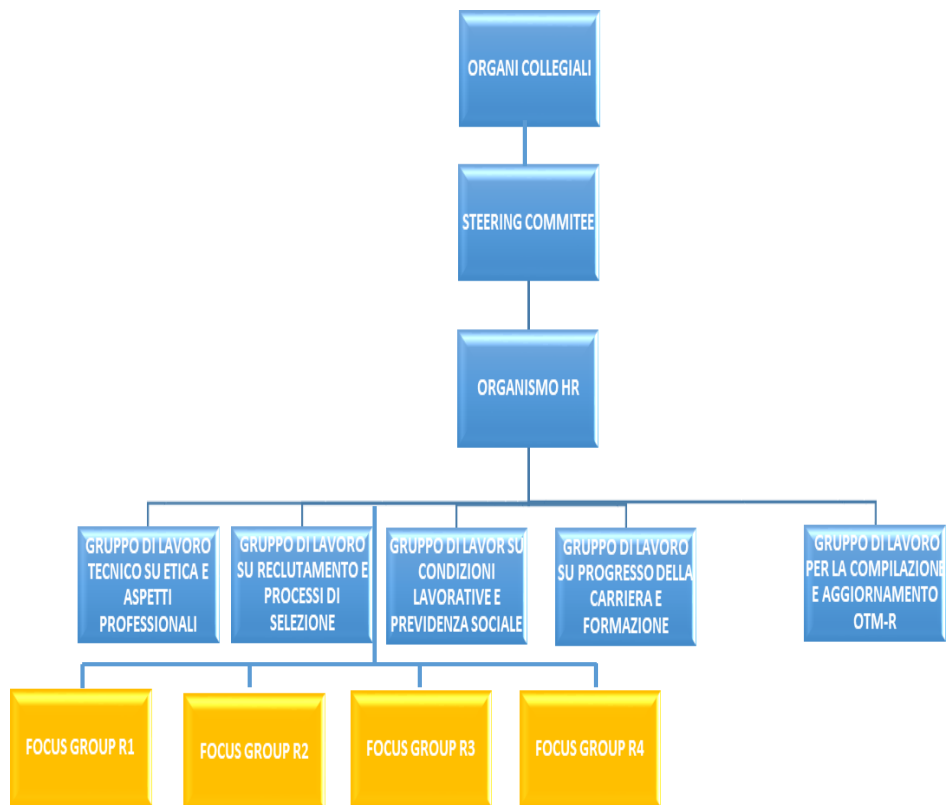 ORGANI COLLEGIALI
STEERING COMMITEE
ORGANISMO HR
GRUPPO DI LAVORO
TECNICO SU ETICA E
ASPETTI
PROFESSIONALI
GRUPPO DI LAVORO
SU RECLUTAMENTO E
PROCESSI DI
SELEZIONE
GRUPPO DI LAVOR SU
CONDIZIONI
LAVORATIVE E
PREVIDENZA SOCIALE
GRUPPO DI LAVORO
SU PROGRESSO DELLA
CARRIERA E
FORMAZIONE
GRUPPO DI LAVORO
PER LA COMPILAZIONE
E AGGIORNAMENTO
OTM-R
FOCUS GROUP R1
FOCUS GROUP R2
FOCUS GROUP R3
FOCUS GROUP R4